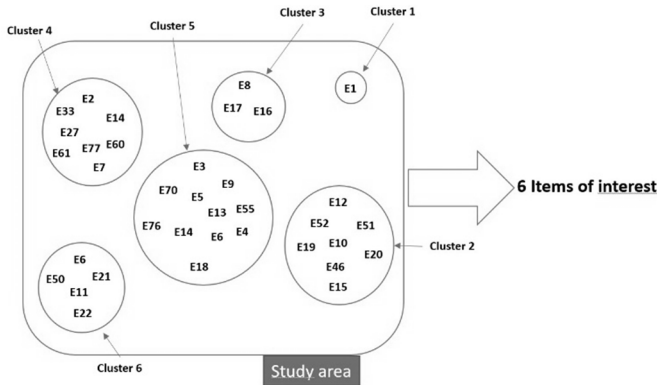 Cluster 1
Cluster 3
Cluster 5
Cluster 4
E8
E17 E16
E1
E2
E33
E14
E27
E77 E60
E61
E7
E3
E70 E9
E5
E13 E55
E76 E14 E6 E4
E18
E12
E52 E51
E19 E10 E20
E46
E15
Cluster 2
6 Items of interest
E6
E50 E21
E11
E22
Cluster 6
Study area